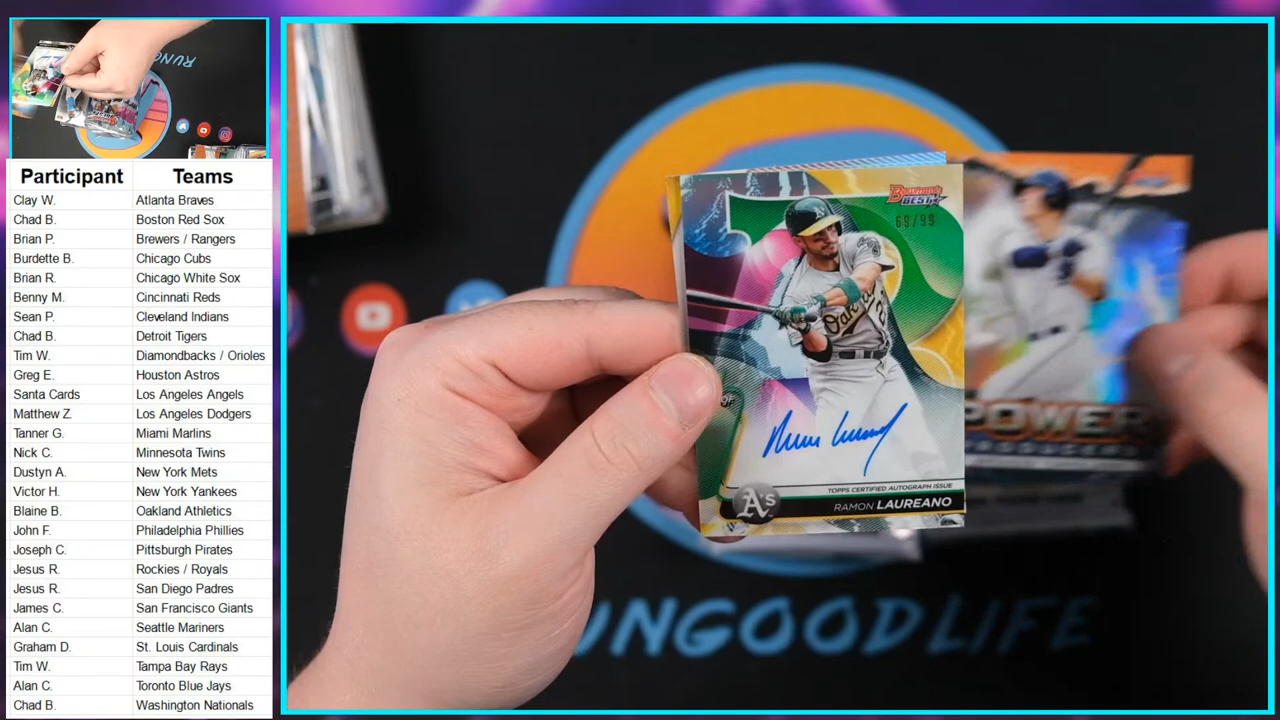 RUNGOOD
Participant Teams
Clay W. Atlanta Braves
Chad B. Boston Red Sox
Brian P. Brewers / Rangers
Burdette B. Chicago Cubs
Brian R. Chicago White Sox
Benny M. Cincinnati Reds
Sean P. Cleveland Indians
Chad B. Detroit Tigers
Tim W. Diamondbacks / Orioles
Greg E. Houston Astros
Santa Cards Los Angeles Angels
Matthew Z. Los Angeles Dodgers
Tanner G. Miami Marlins
Nick C. Minnesota Twins
Dustyn A. New York Mets
Victor H. New York Yankees
Blaine B. Oakland Athletics
John F. Philadelphia Phillies
Joseph C. Pittsburgh Pirates
Jesus R. Rockies / Royals
Jesus R. San Diego Padres
James C. San Francisco Giants
Alan C. Seattle Mariners
Graham D. St. Louis Cardinals
Tim W. Tampa Bay Rays
Alan C. Toronto Blue Jays
Chad B. Washington Nationals
Bowman's
BEST
69/99
Oakland
OF
TOPPS CERTIFIED AUTOGRAPH ISSUE
A's
RAMON LAUREANO
POWER
PRODUCERS
UNGOODLIFE